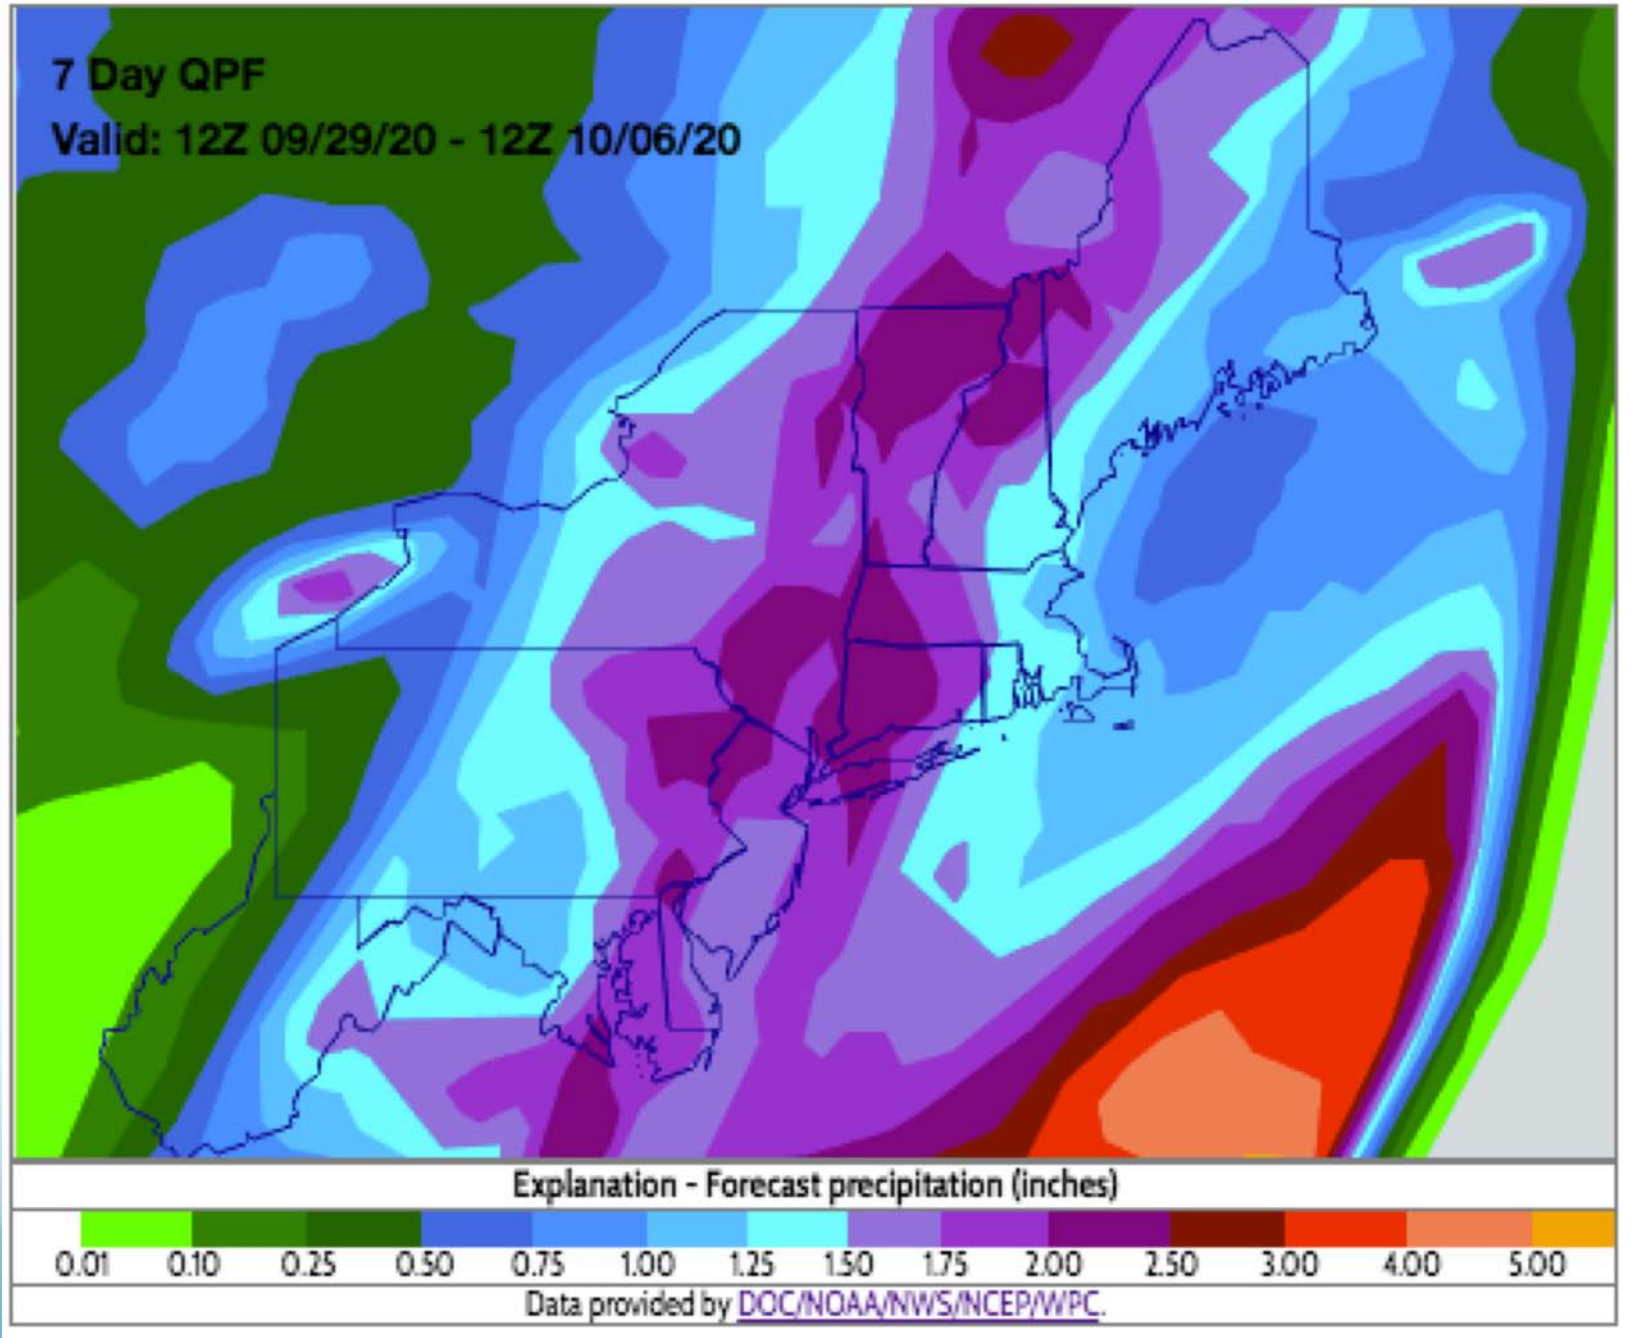 7 Day QPF
Valid: 12Z 09/29/20 - 12Z 10/06/20
Explanation - Forecast precipitation (inches)
0.01 0.10 0.25 0.50 0.75 1.00 1.25 1.50 1.75 2.00 2.50 3.00 4.00 5.00
Data provided by DOC/NOAA/NWS/NCEP/WPC.